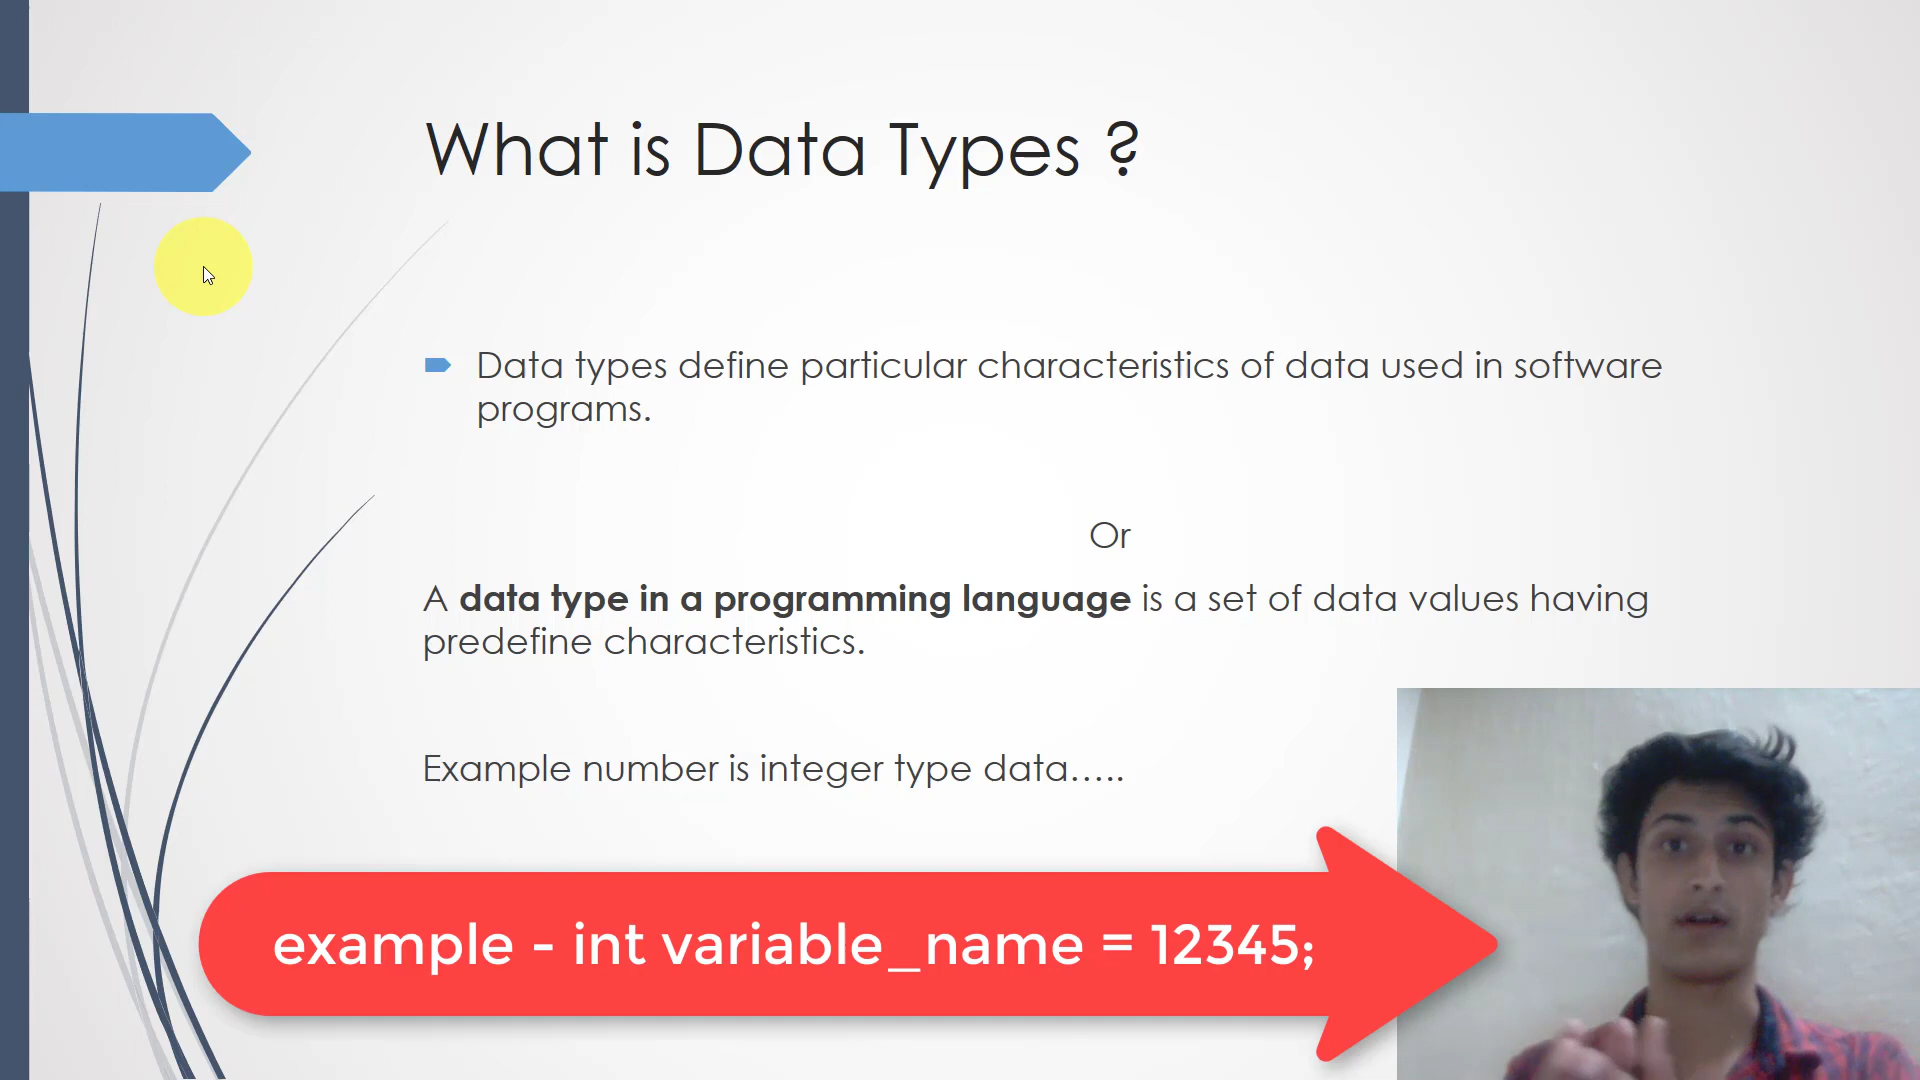 What is Data Types ?
Data types define particular characteristics of data used in software
programs.
Or
A data type in a programming language is a set of data values having
predefine characteristics.
Example number is integer type data.....
example - int variable_name = 12345;